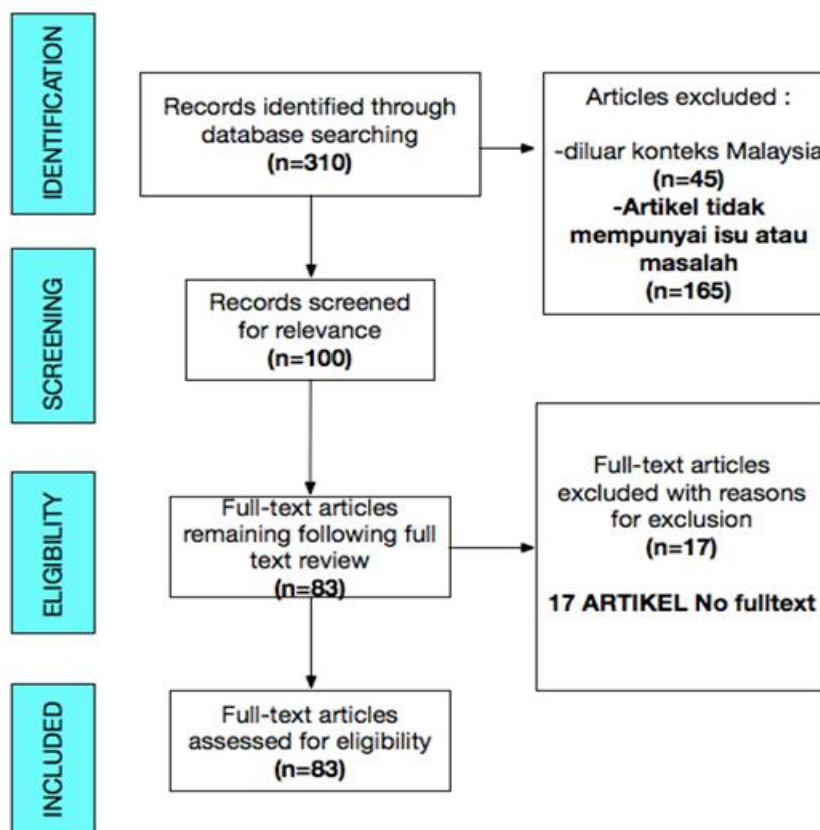 IDENTIFICATION
Records identified through
database searching
(n=310)
Articles excluded :
-diluar konteks Malaysia
(n=45)
-Artikel tidak
mempunyai isu atau
masalah
(n=165)
SCREENING
Records screened
for relevance
(n=100)
ELIGIBILITY
Full-text articles
remaining following full
text review
(n=83)
Full-text articles
excluded with reasons
for exclusion
(n=17)
17 ARTIKEL No fulltext
INCLUDED
Full-text articles
assessed for eligibility
(n=83)